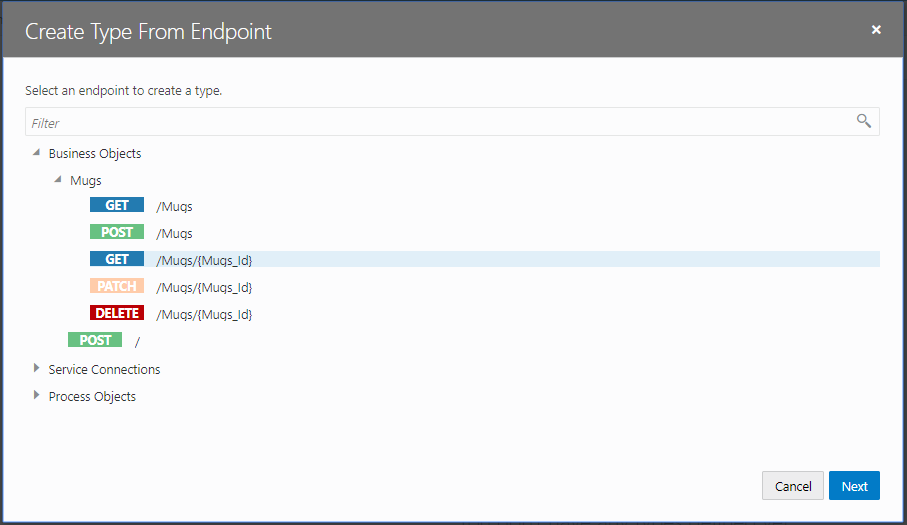 Create Type From Endpoint
Select an endpoint to create a type.
Filter
Business Objects
Mugs
GET /Mugs
POST /Mugs
GET /Mugs/{Mugs_Id}
PATCH /Mugs/{Mugs_Id}
DELETE /Mugs/{Mugs_Id}
POST /
Service Connections
Process Objects
Cancel Next